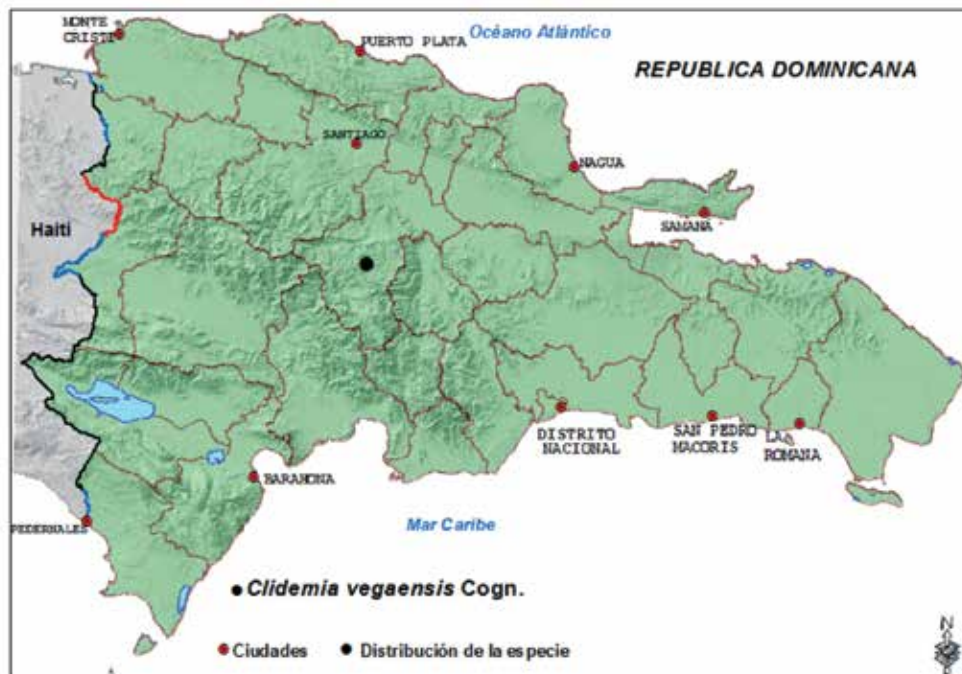 MONTE
CRISTI
PUERTO PLATA
Océano Atlántico
REPUBLICA DOMINICANA
SANTIAGO
NAGUA
SAMANA
Haití
DISTRITO
NACIONAL
SAN PEDRO
MACORIS
LA
ROMANA
BARAHONA
PEDERNALES
Mar Caribe
Clidemia vegaensis Cogn.
Ciudades
Distribución de la especie
N